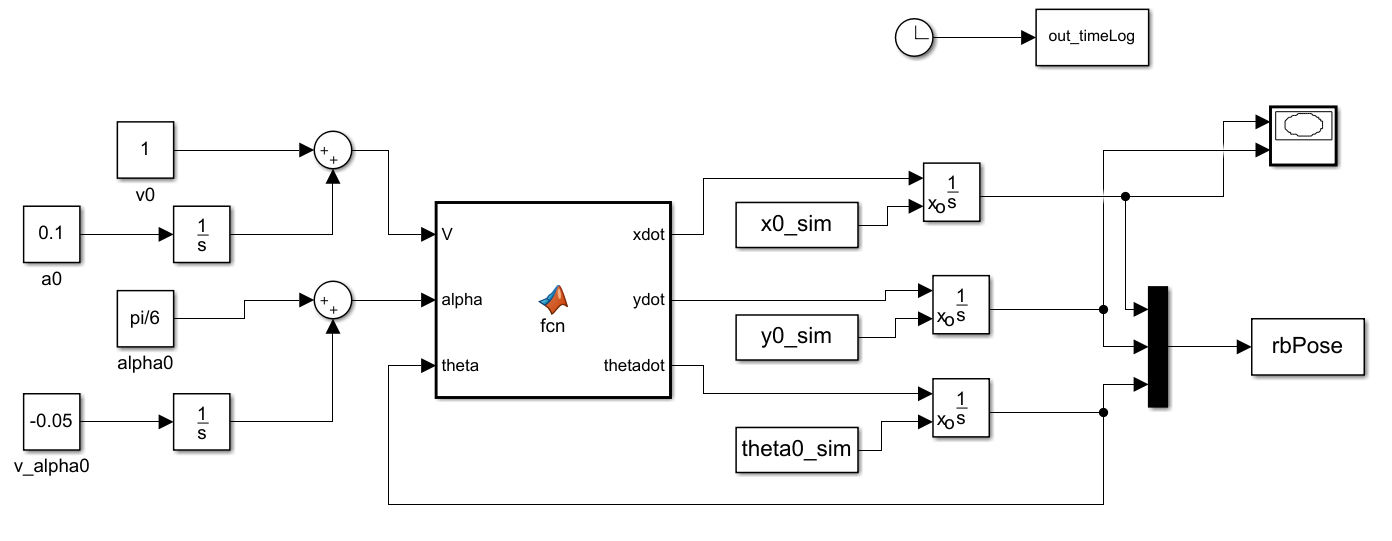 out_timeLog
1
v0
+
+
0.1
a0
1
s
V
xdot
x0_sim
xo
1
s
pi/6
alpha0
+
+
alpha
fcn
ydot
y0_sim
xo
1
s
theta
thetadot
theta0_sim
xo
1
s
-0.05
v_alpha0
1
s
rbPose